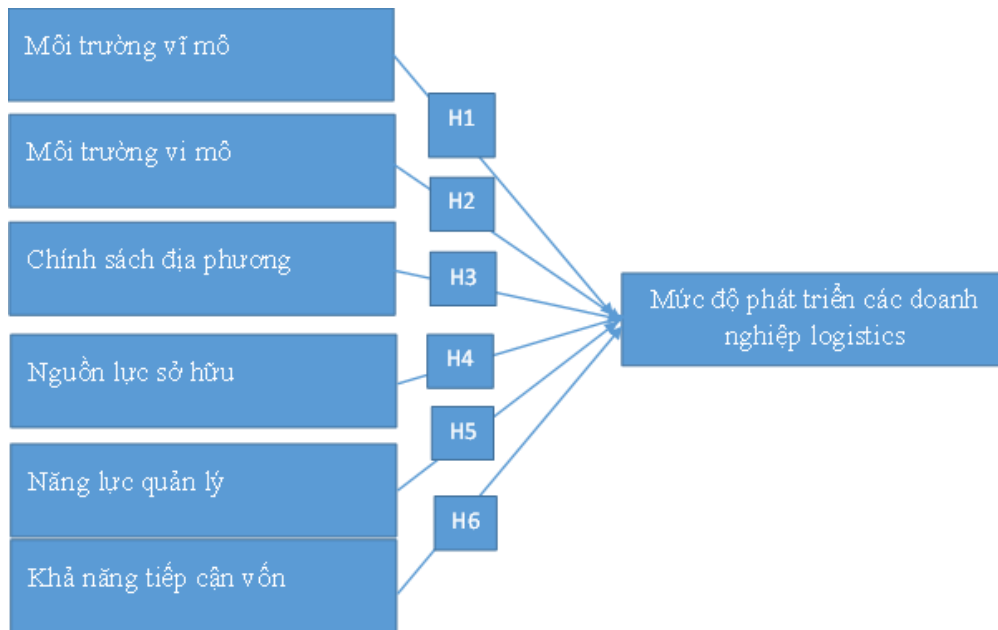 Môi trường vĩ mô
H1
Môi trường vi mô
H2
Chính sách địa phương
H3
Mức độ phát triển các doanh
nghiệp logistics
Nguồn lực sở hữu
H4
H5
Năng lực quản lý
H6
Khả năng tiếp cận vốn